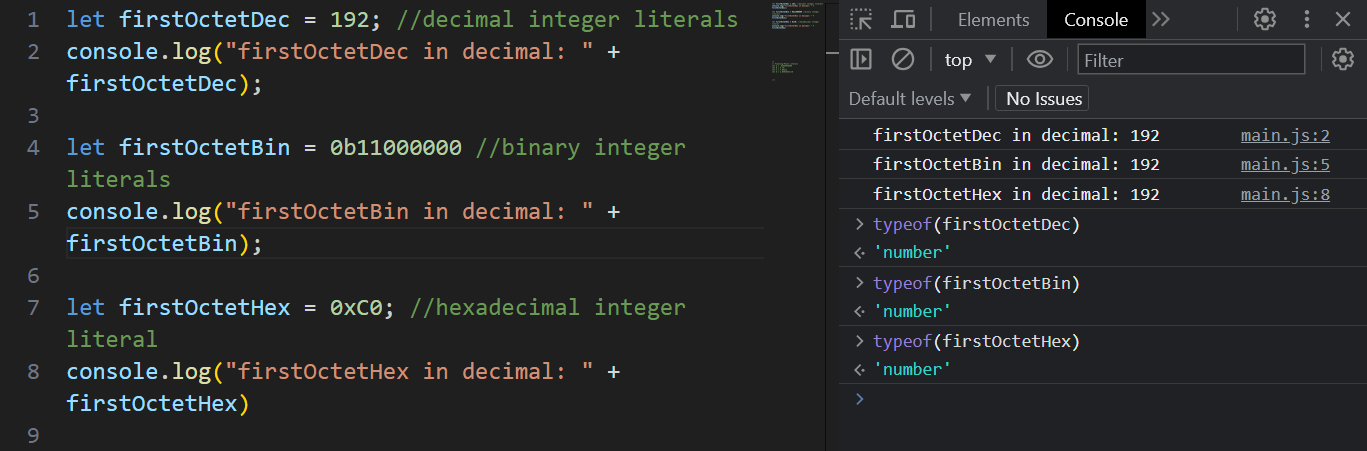 1 let firstOctetDec = 192; //decimal integer literals
2 console.log("firstOctetDec in decimal: " +
firstOctetDec);
3
4 let firstOctetBin = 0b11000000 //binary integer
literals
5 console.log("firstOctetBin in decimal: " +
firstOctetBin);
6
7 let firstOctetHex = 0xC0; //hexadecimal integer
literal
8 console.log("firstOctetHex in decimal: " +
firstOctetHex)
9
Elements Console
top Filter
Default levels No Issues
firstOctetDec in decimal: 192 main.js:2
firstOctetBin in decimal: 192 main.js:5
firstOctetHex in decimal: 192 main.js:8
typeof(firstOctetDec)
'number'
typeof(firstOctetBin)
'number'
typeof(firstOctetHex)
'number'